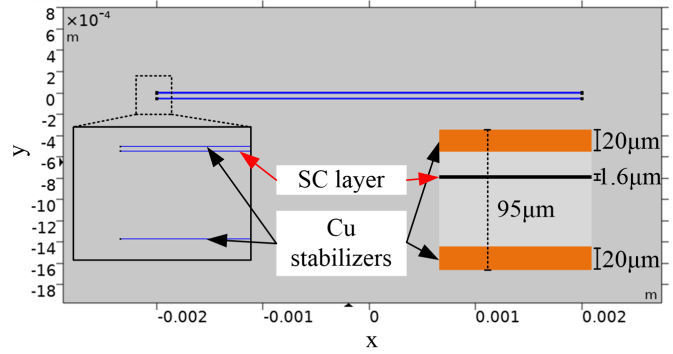 ×10⁻⁴
m
8
6
4
2
0
-2
-4
-6
-8
-10
-12
-14
-16
-18
y
SC layer
Cu
stabilizers
20μm
1.6μm
95μm
20μm
m
-0.002
-0.001
0
0.001
0.002
x